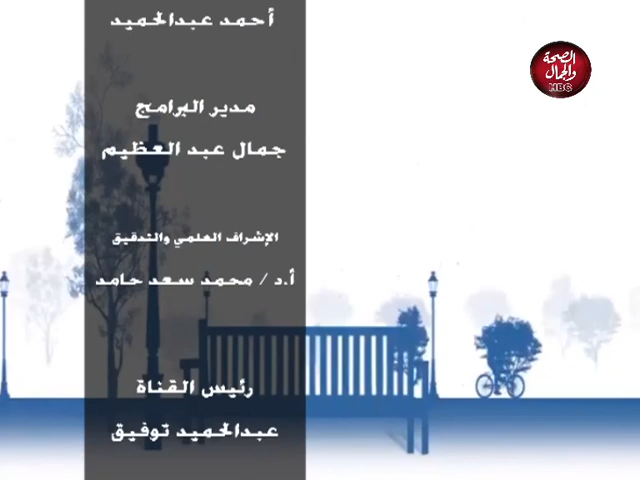 أحمد عبدالحميد
الصحة
والجمال
HBC
مدير البرامج
جمال عبد العظيم
الإشراف العلمي والتدقيق
أ.د / محمد سعد حامد
رئيس القناة
عبدالحميد توفيق